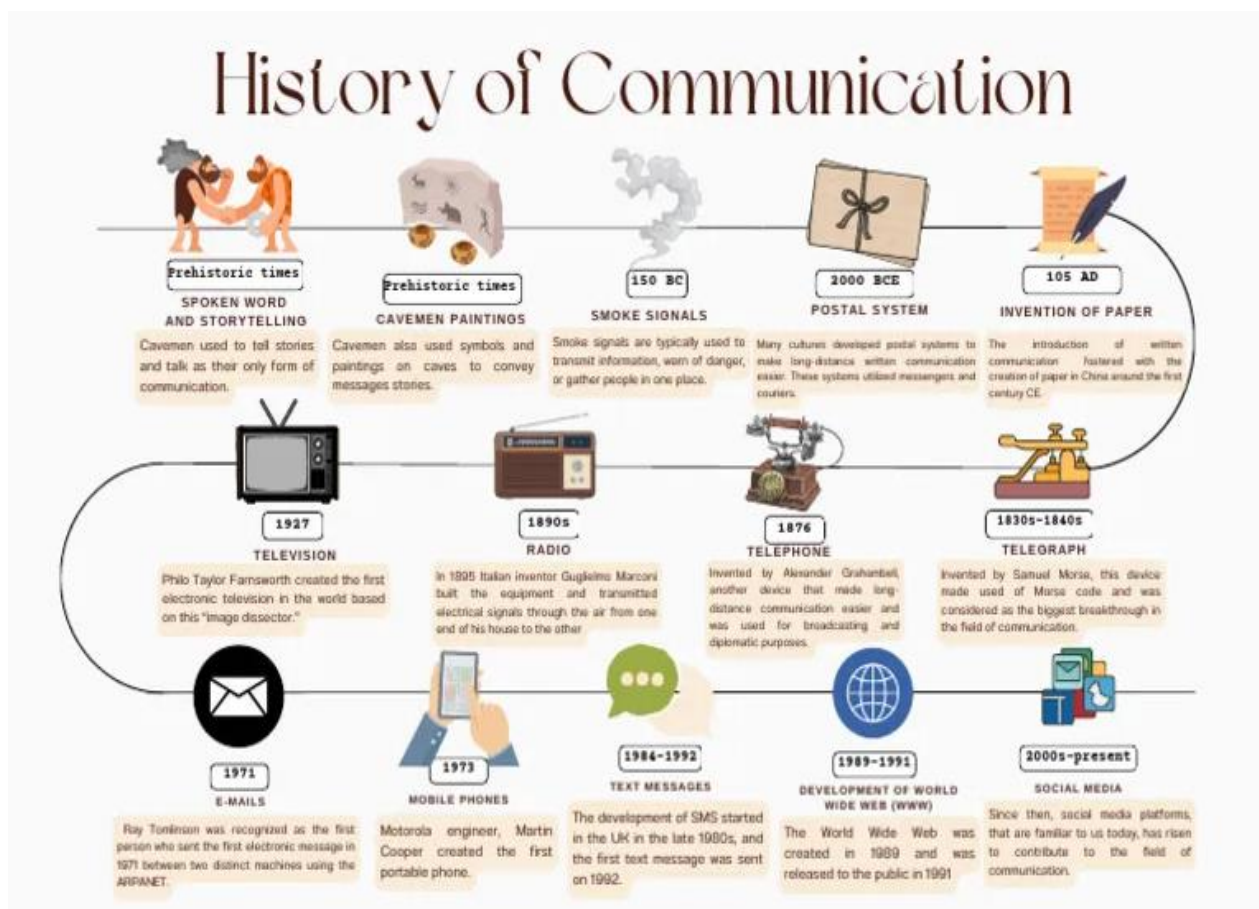 History of Communication
Prehistoric times
SPOKEN WORD
AND STORYTELLING
Cavemen used to tell stories
and talk as their only form of
communication.
Prehistoric times
CAVEMEN PAINTINGS
Cavemen also used symbols and
paintings on caves to convey
messages stories.
150 BC
SMOKE SIGNALS
Smoke signals are typically used to
transmit information, warn of danger,
or gather people in one place.
2000 BCE
POSTAL SYSTEM
Many cultures developed postal systems to
make long-distance written communication
easier. These systems utilized messengers and
couriers.
105 AD
INVENTION OF PAPER
The introduction of written
communication fostered with the
creation of paper in China around the first
century CE.
1927
TELEVISION
Philo Taylor Farnsworth created the first
electronic television in the world based
on this "image dissector."
1890s
RADIO
In 1895 Italian inventor Guglielmo Marconi
built the equipment and transmitted
electrical signals through the air from one
end of his house to the other
1876
TELEPHONE
Invented by Alexander Grahambell,
another device that made long-
distance communication easier and
was used for broadcasting and
diplomatic purposes.
1830s-1840s
TELEGRAPH
Invented by Samuel Morse, this device
made used of Morse code and was
considered as the biggest breakthrough in
the field of communication.
1971
E-MAILS
Ray Tomlinson was recognized as the first
person who sent the first electronic message in
1971 between two distinct machines using the
ARPANET.
1973
MOBILE PHONES
Motorola engineer, Martin
Cooper created the first
portable phone.
1984-1992
TEXT MESSAGES
The development of SMS started
in the UK in the late 1980s, and
the first text message was sent
on 1992.
1989-1991
DEVELOPMENT OF WORLD
WIDE WEB (WWW)
The World Wide Web was
created in 1989 and was
released to the public in 1991
2000s-present
SOCIAL MEDIA
Since then, social media platforms,
that are familiar to us today, has risen
to contribute to the field of
communication.